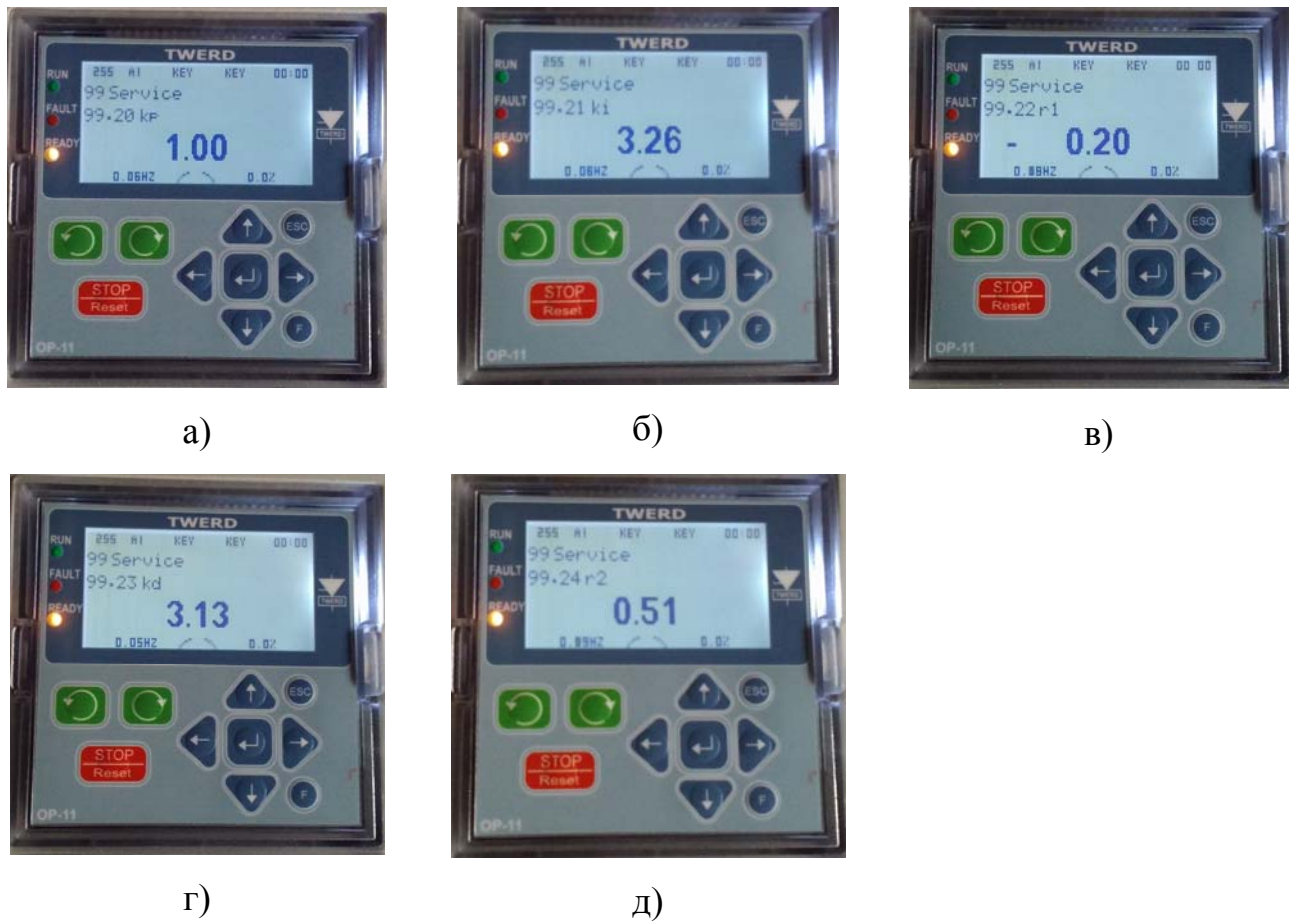 TWERD
RUN
255 AI KEY KEY 00:00
99 Service
FAULT
99.20 kp
READY
1.00
TWERD
0.06HZ 0.0%
ESC
STOP
Reset
F
OP-11
а)
TWERD
RUN
255 AI KEY KEY 00:00
99 Service
FAULT
99.21 ki
READY
3.26
TWERD
0.06HZ 0.0%
ESC
STOP
Reset
F
OP-11
б)
TWERD
RUN
255 AI KEY KEY 00 00
99 Service
FAULT
99.22 r1
READY
- 0.20
TWERD
0.0%
ESC
STOP
Reset
F
OP-11
в)
TWERD
RUN
255 AI KEY KEY 00:00
99 Service
FAULT
99.23 kd
READY
3.13
TWERD
0.05HZ 0.0%
ESC
STOP
Reset
F
OP-11
г)
TWERD
RUN
255 AI KEY KEY 00:00
99 Service
FAULT
99.24 r2
READY
0.51
TWERD
0.0%
ESC
STOP
Reset
F
OP-11
д)